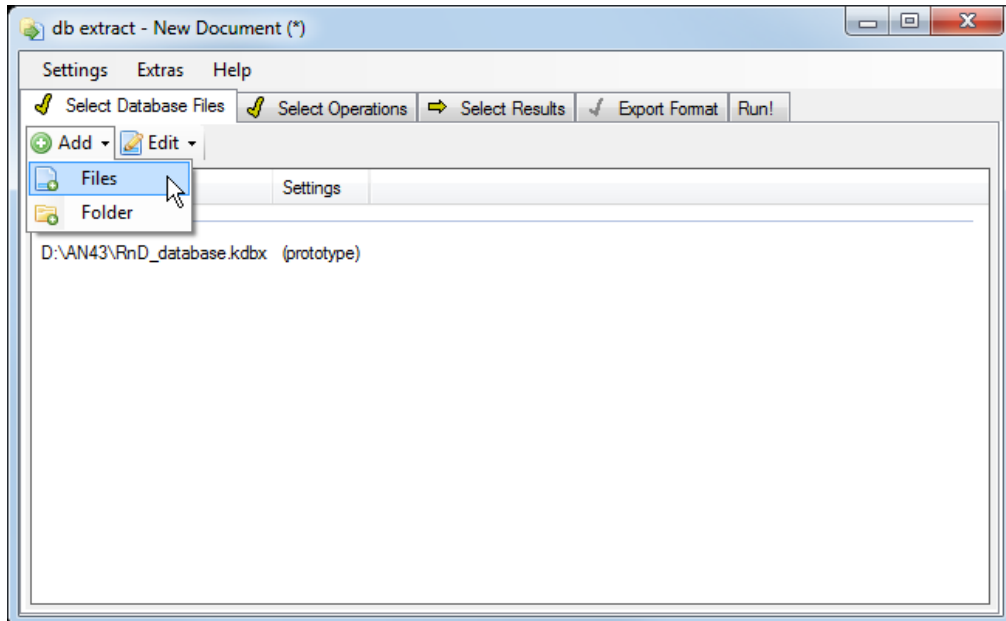 db extract - New Document (*)
Settings Extras Help
Select Database Files Select Operations Select Results Export Format Run!
Add Edit
Files
Settings
Folder
D:\AN43\RnD_database.kdbx (prototype)